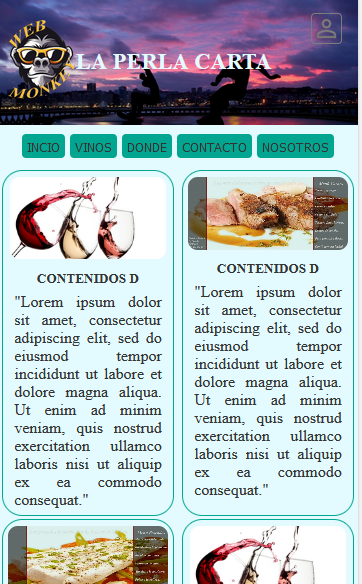 WEB
MONKEY
LA PERLA CARTA
INCIO VINOS DONDE CONTACTO NOSOTROS
CONTENIDOS D
"Lorem ipsum dolor
sit amet, consectetur
adipiscing elit, sed do
eiusmod tempor
incididunt ut labore et
dolore magna aliqua.
Ut enim ad minim
veniam, quis nostrud
exercitation ullamco
laboris nisi ut aliquip
ex ea commodo
consequat."
CONTENIDOS D
"Lorem ipsum dolor
sit amet, consectetur
adipiscing elit, sed do
eiusmod tempor
incididunt ut labore et
dolore magna aliqua.
Ut enim ad minim
veniam, quis nostrud
exercitation ullamco
laboris nisi ut aliquip
ex ea commodo
consequat."